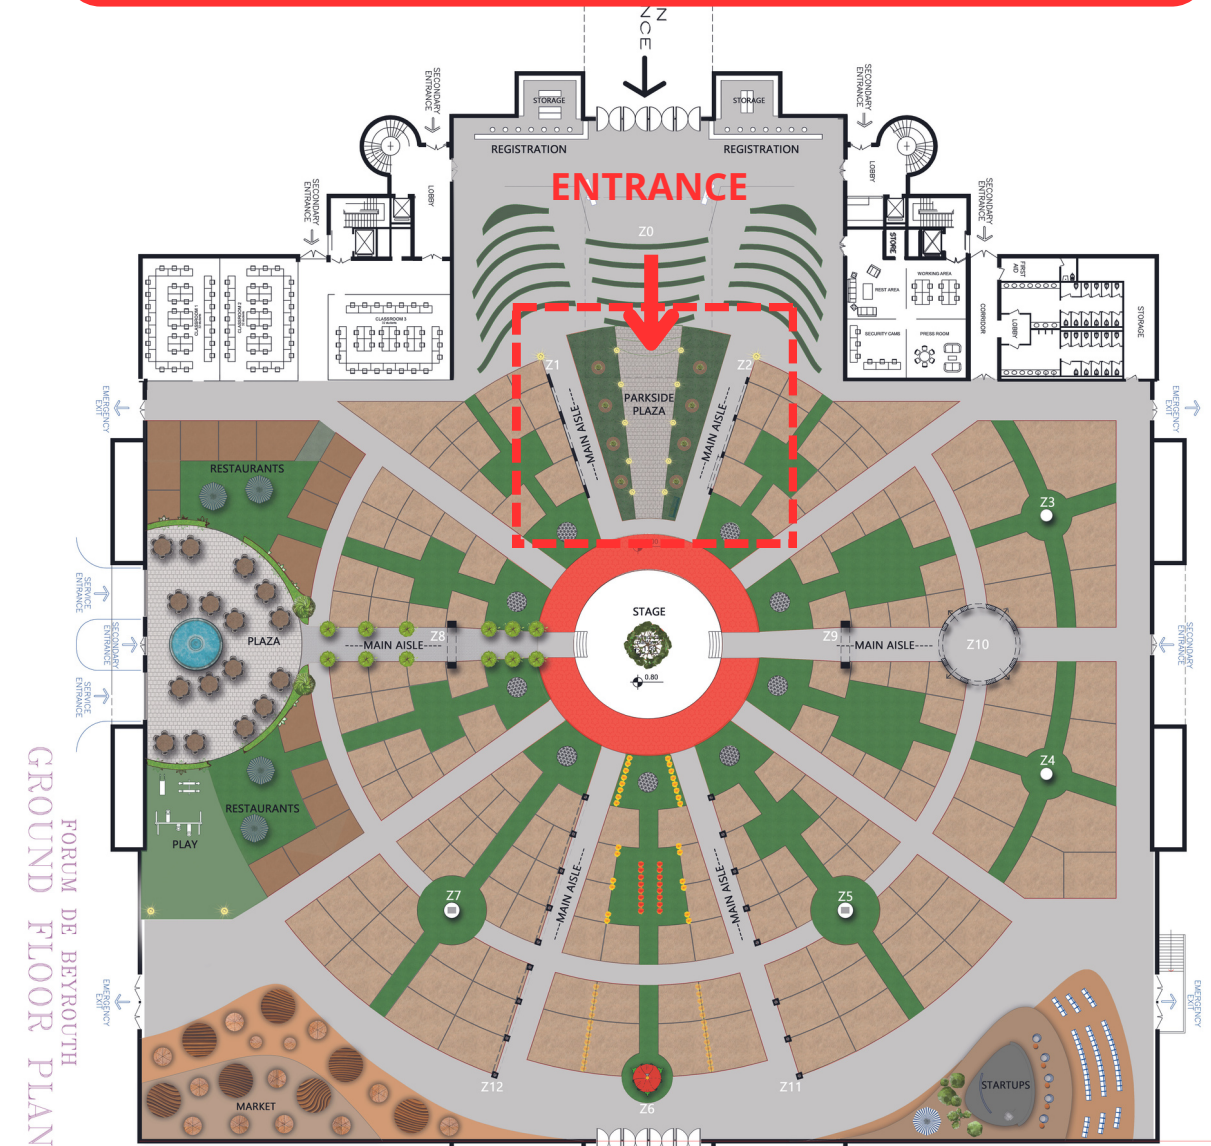 N
NCE
SECONDARY
ENTRANCE
SECONDARY
ENTRANCE
STORAGE
STORAGE
REGISTRATION
REGISTRATION
LOBBY
LOBBY
SECONDARY
ENTRANCE
SECONDARY
ENTRANCE
ENTRANCE
Z0
STORE
FIRST
AID
WORKING AREA
REST AREA
CORRIDOR
LOBBY
STORAGE
CLASSROOM 3
SECURITY CAMS
PRESS ROOM
Z1
Z2
PARKSIDE
PLAZA
MAIN AISLE
MAIN AISLE
EMERGENCY
EXIT
EMERGENCY
EXIT
RESTAURANTS
Z3
SERVICE
ENTRANCE
SECONDARY
ENTRANCE
SERVICE
ENTRANCE
PLAZA
MAIN AISLE
Z8
STAGE
0.80
Z9
MAIN AISLE
Z10
SECONDARY
ENTRANCE
Z4
RESTAURANTS
PLAY
MAIN AISLE
MAIN AISLE
Z7
Z5
EMERGENCY
EXIT
EMERGENCY
EXIT
FORUM DE BEYROUTH
GROUND FLOOR PLAN
MARKET
STARTUPS
Z12
Z11
Z6